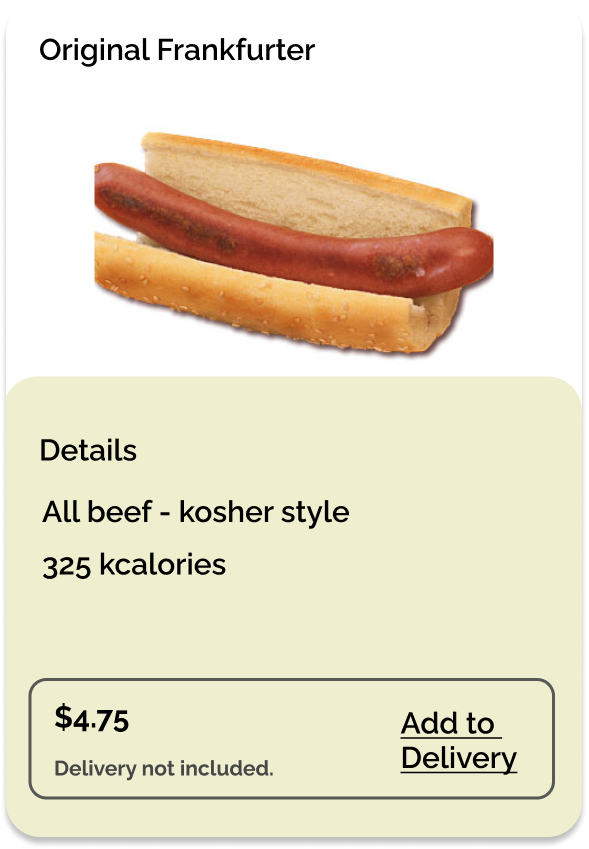 Original Frankfurter
Details
All beef - kosher style
325 kcalories
$4.75
Delivery not included.
Add to
Delivery